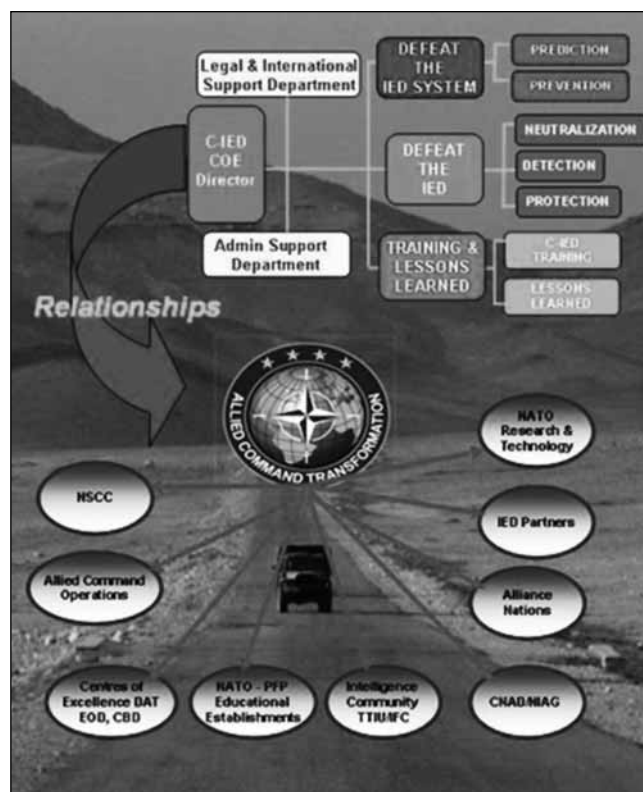 Legal & International
Support Department
DEFEAT
THE
IED SYSTEM
PREDICTION
PREVENTION
C-IED
COE
Director
DEFEAT
THE
IED
NEUTRALIZATION
DETECTION
PROTECTION
Admin Support
Department
TRAINING &
LESSONS
LEARNED
C-IED
TRAINING
LESSONS
LEARNED
Relationships
ALLIED COMMAND TRANSFORMATION
NATO
Research &
Technology
NSCC
IED Partners
Allied Command
Operations
Alliance
Nations
Centres of
Excellence DAT
EOD, CBD
NATO - PFP
Educational
Establishments
Intelligence
Community
TTIU/IFC
CNAD/NIAG